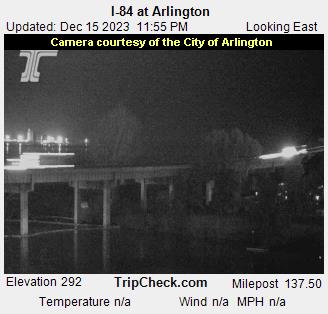 I-84 at Arlington
Updated: Dec 15 2023 11:55 PM Looking East
Camera courtesy of the City of Arlington
Elevation 292 TripCheck.com Milepost 137.50
Temperature n/a Wind n/a MPH n/a